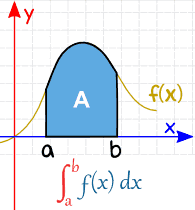 y
A
f(x)
x
a b
∫ₐᵇ f(x) dx